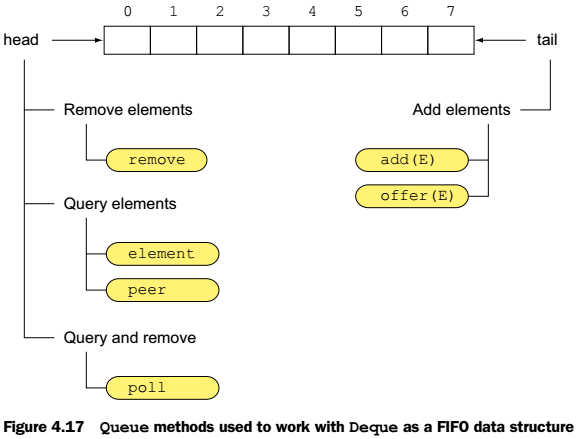 0 1 2 3 4 5 6 7
head tail
Remove elements Add elements
remove add(E)
offer(E)
Query elements
element
peer
Query and remove
poll
Figure 4.17 Queue methods used to work with Deque as a FIFO data structure